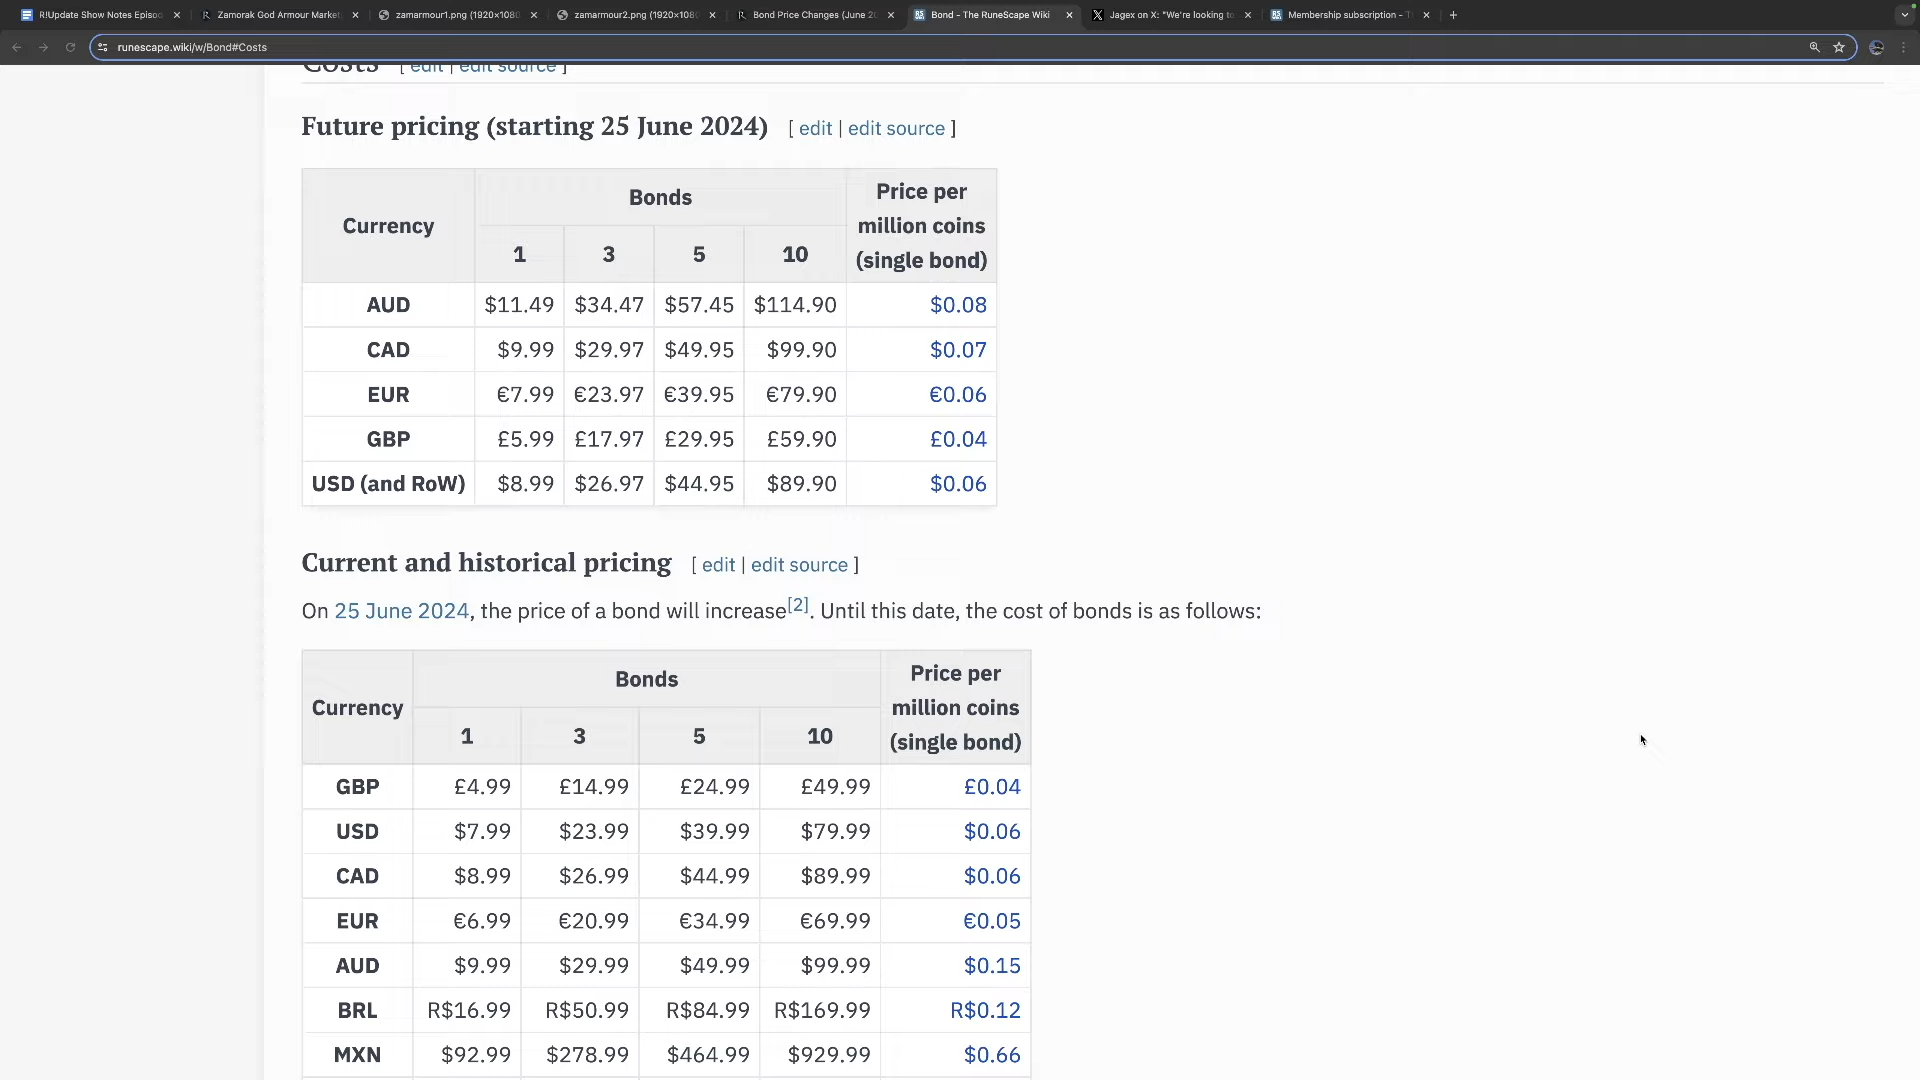 R!Update Show Notes Episod
Zamorak God Armour Market
zamarmour1.png (1920×1080
zamarmour2.png (1920×1080
Bond Price Changes (June 2
Bond - The RuneScape Wiki
Jagex on X: "We're looking to
Membership subscription - T
runescape.wiki/w/Bond#Costs
Costs [ edit | edit source ]
Future pricing (starting 25 June 2024) [ edit | edit source ]
Currency Bonds Price per million coins (single bond)
1 3 5 10
AUD $11.49 $34.47 $57.45 $114.90 $0.08
CAD $9.99 $29.97 $49.95 $99.90 $0.07
EUR €7.99 €23.97 €39.95 €79.90 €0.06
GBP £5.99 £17.97 £29.95 £59.90 £0.04
USD (and RoW) $8.99 $26.97 $44.95 $89.90 $0.06
Current and historical pricing [ edit | edit source ]
On 25 June 2024, the price of a bond will increase[2]. Until this date, the cost of bonds is as follows:
Currency Bonds Price per million coins (single bond)
1 3 5 10
GBP £4.99 £14.99 £24.99 £49.99 £0.04
USD $7.99 $23.99 $39.99 $79.99 $0.06
CAD $8.99 $26.99 $44.99 $89.99 $0.06
EUR €6.99 €20.99 €34.99 €69.99 €0.05
AUD $9.99 $29.99 $49.99 $99.99 $0.15
BRL R$16.99 R$50.99 R$84.99 R$169.99 R$0.12
MXN $92.99 $278.99 $464.99 $929.99 $0.66